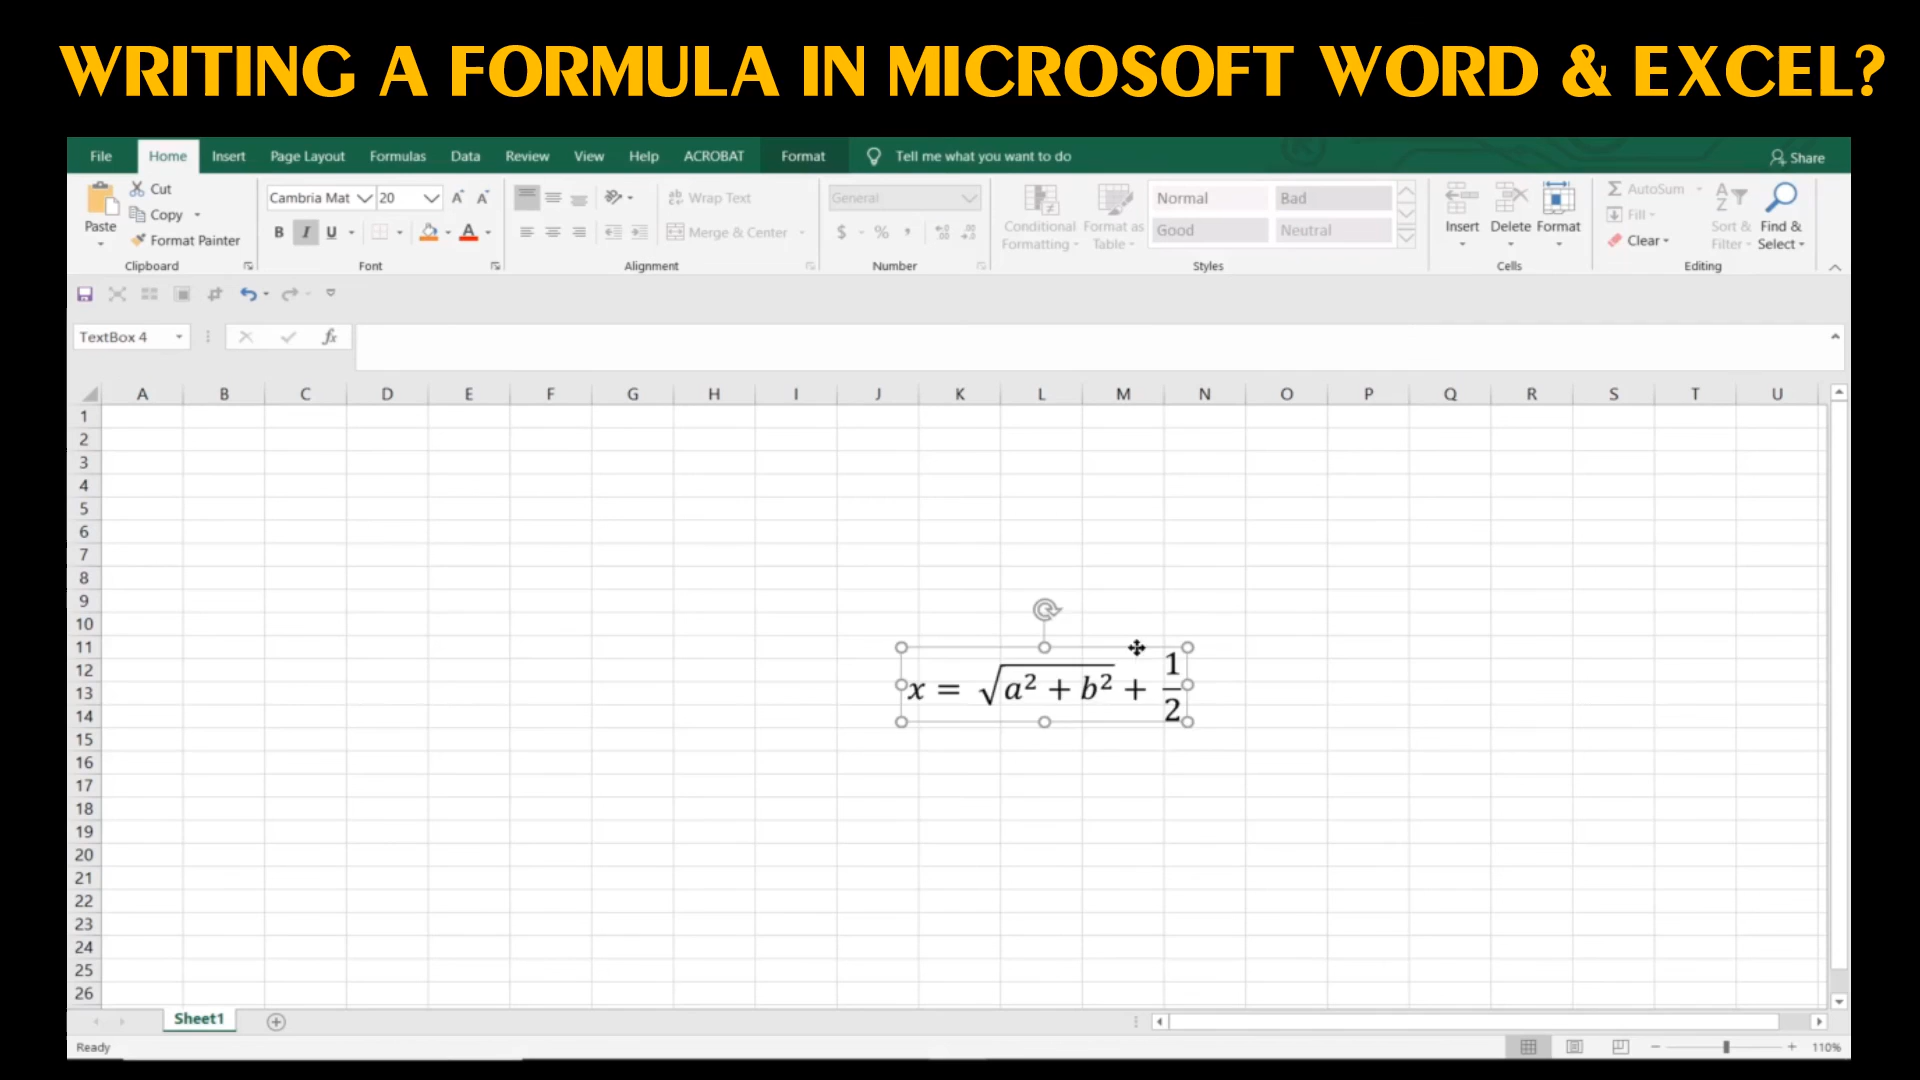 WRITING A FORMULA IN MICROSOFT WORD & EXCEL?
File Home Insert Page Layout Formulas Data Review View Help ACROBAT Format Tell me what you want to do Share
Paste Cut Copy Format Painter
Clipboard
Cambria Mat 20
B I U A
Font
Wrap Text
Merge & Center
Alignment
General
$ % ,
Number
Conditional Formatting Format as Table
Normal Bad
Good Neutral
Styles
Insert Delete Format
Cells
AutoSum
Fill
Clear
Sort & Filter
Find & Select
Editing
TextBox 4 fx
A B C D E F G H I J K L M N O P Q R S T U
1
2
3
4
5
6
7
8
9
10
11
12
13
14
15
16
17
18
19
20
21
22
23
24
25
26
x = √a² + b² + 1/2
Sheet1
Ready 110%